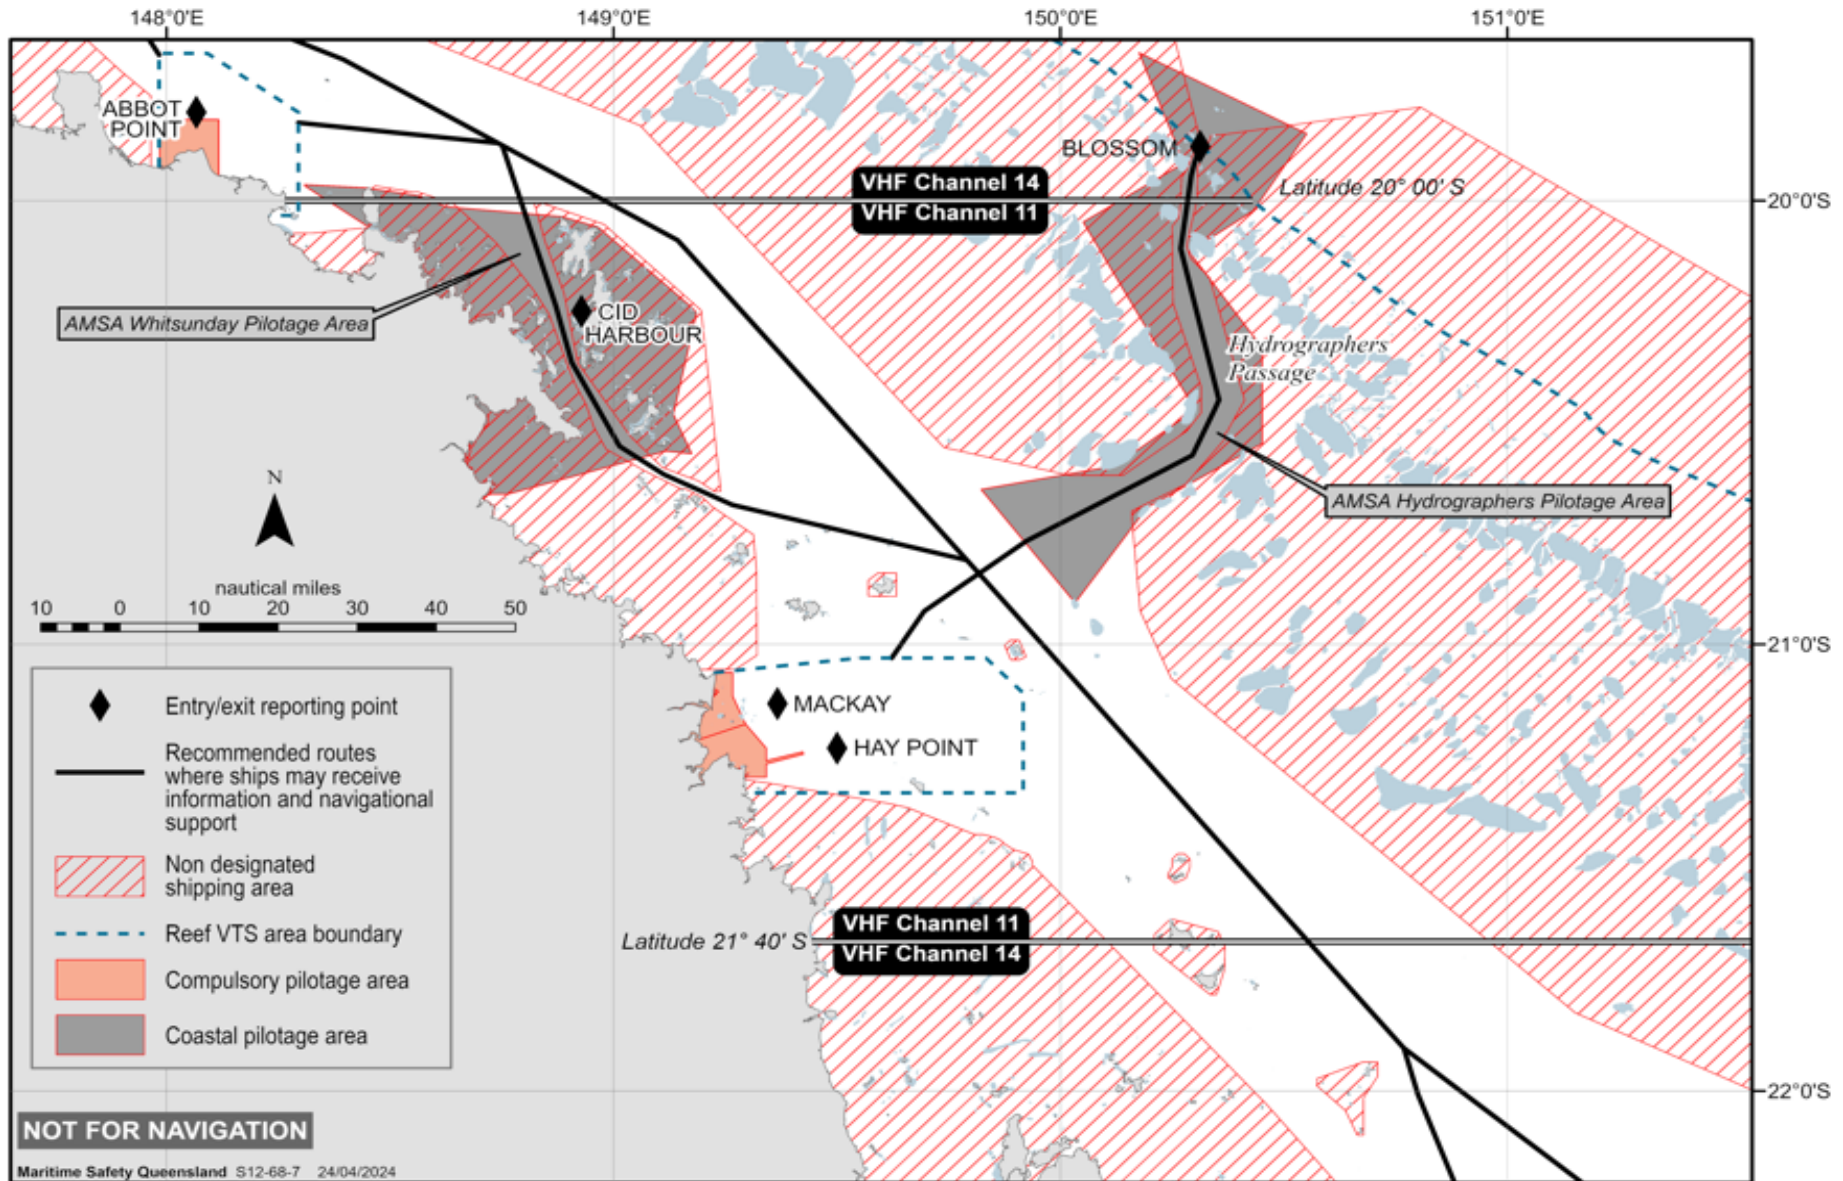 148°0'E
149°0'E
150°0'E
151°0'E
ABBOT
POINT
BLOSSOM
VHF Channel 14
VHF Channel 11
Latitude 20° 00' S
20°0'S
AMSA Whitsunday Pilotage Area
CID
HARBOUR
Hydrographers
Passage
N
AMSA Hydrographers Pilotage Area
nautical miles
10 0 10 20 30 40 50
21°0'S
MACKAY
HAY POINT
Entry/exit reporting point
Recommended routes
where ships may receive
information and navigational
support
Non designated
shipping area
Reef VTS area boundary
Compulsory pilotage area
Coastal pilotage area
VHF Channel 11
Latitude 21° 40' S
VHF Channel 14
22°0'S
NOT FOR NAVIGATION
Maritime Safety Queensland S12-68-7 24/04/2024